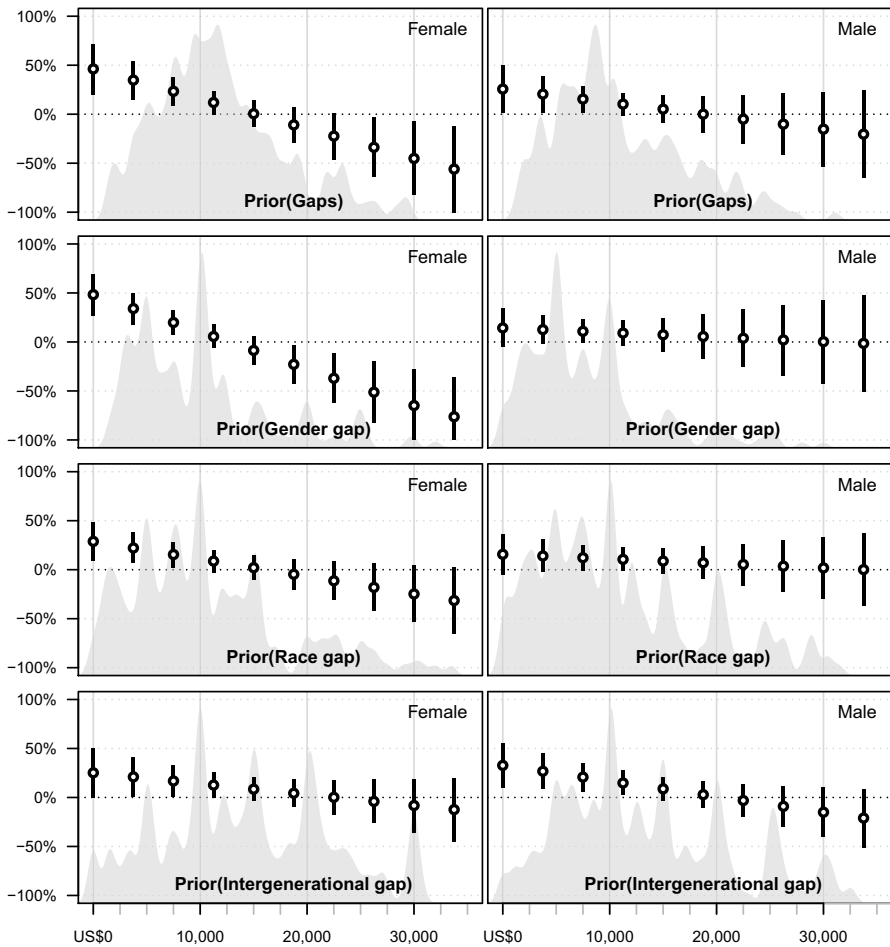 100%
50%
0%
−50%
−100%
Female
Prior(Gaps)
Male
Prior(Gaps)
100%
50%
0%
−50%
−100%
Female
Prior(Gender gap)
Male
Prior(Gender gap)
100%
50%
0%
−50%
−100%
Female
Prior(Race gap)
Male
Prior(Race gap)
100%
50%
0%
−50%
−100%
Female
Prior(Intergenerational gap)
Male
Prior(Intergenerational gap)
US$0 10,000 20,000 30,000 US$0 10,000 20,000 30,000